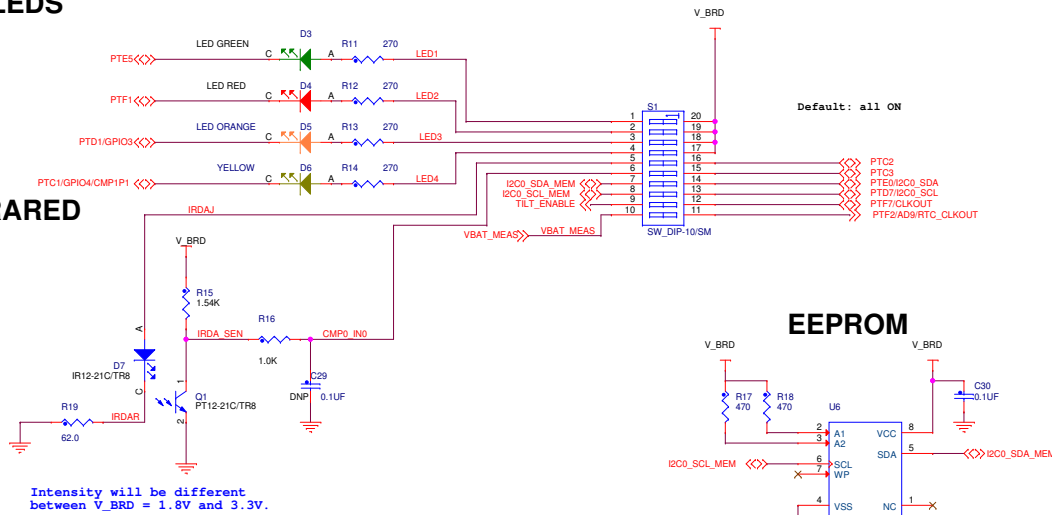 LEDS
V_BRD
LED GREEN
D3
R11
270
PTE5
C
A
LED1
LED RED
D4
R12
270
PTF1
C
A
LED2
S1
Default: all ON
LED ORANGE
D5
R13
270
PTD1/GPIO3
C
A
LED3
YELLOW
D6
R14
270
PTC1/GPIO4/CMP1P1
C
A
LED4
1
2
3
4
5
6
7
8
9
10
20
19
18
17
16
15
14
13
12
11
PTC2
PTC3
PTE0/I2C0_SDA
PTD7/I2C0_SCL
PTF7/CLKOUT
PTF2/AD9/RTC_CLKOUT
I2C0_SDA_MEM
I2C0_SCL_MEM
TILT_ENABLE
VBAT_MEAS
VBAT_MEAS
SW_DIP-10/SM
RARED
IRDAJ
V_BRD
R15
1.54K
R16
IRDA_SEN
CMP0_IN0
1.0K
A
D7
IR12-21C/TR8
C
1
Q1
PT12-21C/TR8
2
C29
DNP
0.1UF
R19
IRDAR
62.0
Intensity will be different
between V_BRD = 1.8V and 3.3V.
EEPROM
V_BRD
V_BRD
R17
470
R18
470
C30
0.1UF
U6
2
A1
3
A2
6
SCL
7
WP
4
VSS
VCC
8
SDA
5
NC
1
I2C0_SCL_MEM
I2C0_SDA_MEM